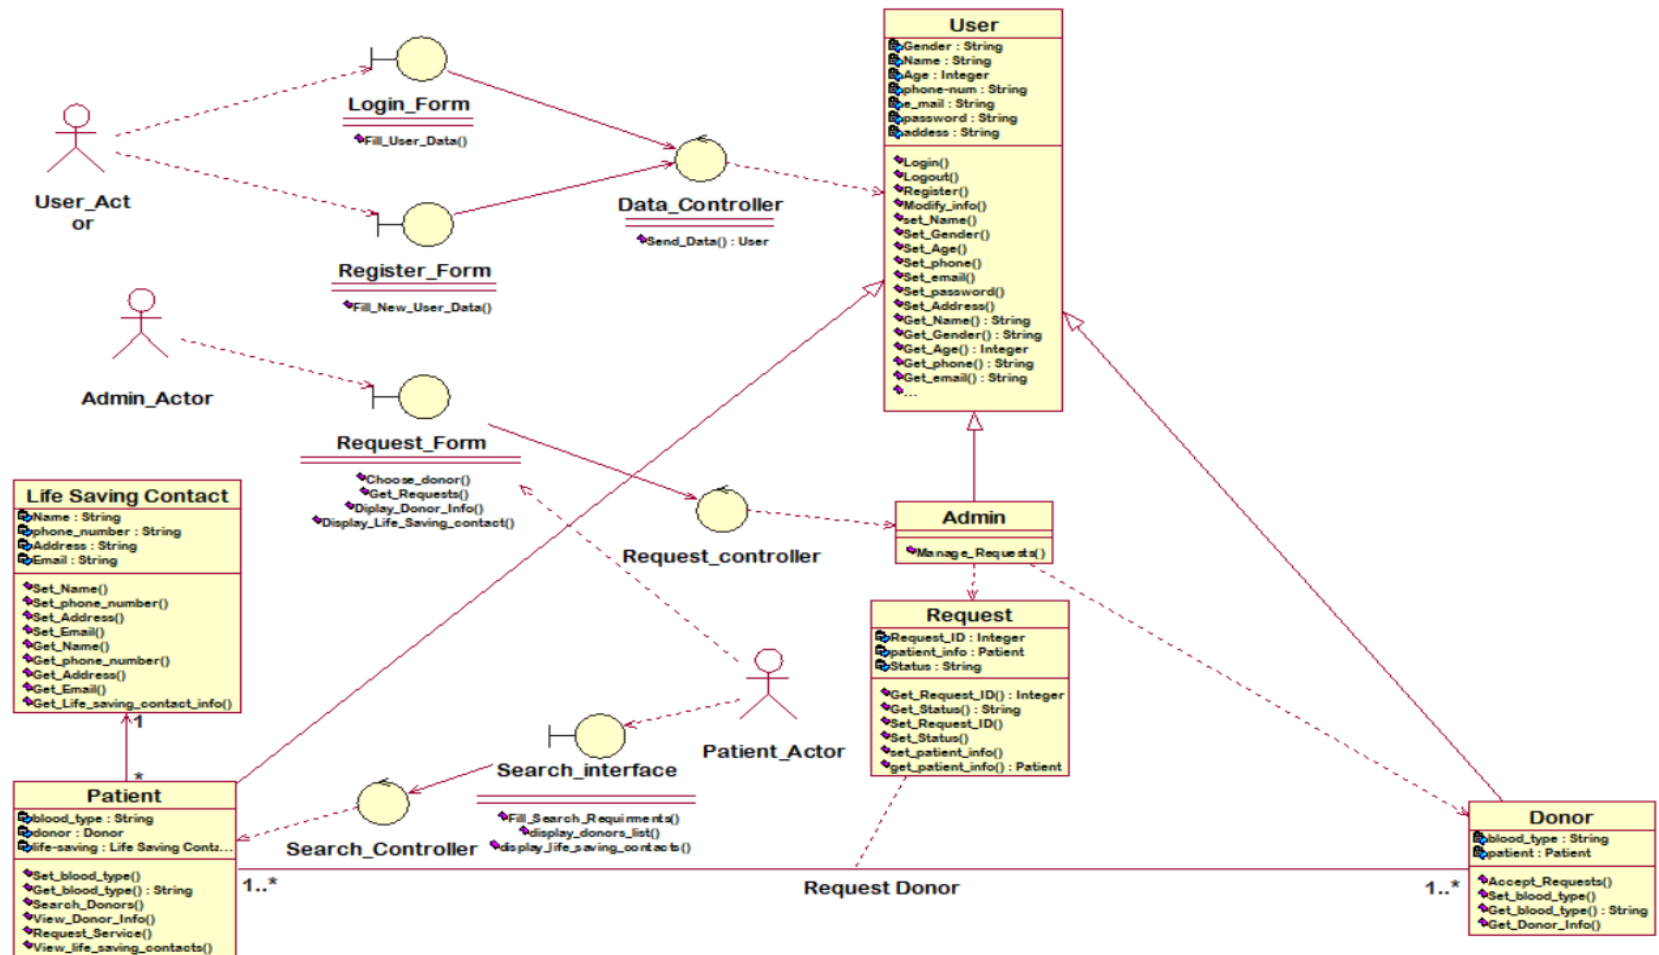 User
Gender : String
Name : String
Age : Integer
phone-num : String
e_mail : String
password : String
addess : String
Login()
Logout()
Register()
Modify_info()
set_Name()
Set_Gender()
Set_Age()
Set_phone()
Set_email()
Set_password()
Set_Address()
Get_Name() : String
Get_Gender() : String
Get_Age() : Integer
Get_phone() : String
Get_email() : String
...
Login_Form
Fill_User_Data()
User_Act
or
Data_Controller
Send_Data() : User
Register_Form
Fill_New_User_Data()
Admin_Actor
Request_Form
Choose_donor()
Get_Requests()
Diplay_Donor_Info()
Display_Life_Saving_contact()
Request_controller
Admin
Manage_Requests()
Life Saving Contact
Name : String
phone_number : String
Address : String
Email : String
Set_Name()
Set_phone_number()
Set_Address()
Set_Email()
Get_Name()
Get_phone_number()
Get_Address()
Get_Email()
Get_Life_saving_contact_info()
1
*
Request
Request_ID : Integer
patient_info : Patient
Status : String
Get_Request_ID() : Integer
Get_Status() : String
Set_Request_ID()
Set_Status()
set_patient_info()
get_patient_info() : Patient
Patient_Actor
Search_interface
Fill_Search_Requirments()
display_donors_list()
display_life_saving_contacts()
Search_Controller
Patient
blood_type : String
donor : Donor
life-saving : Life Saving Conta...
Set_blood_type()
Get_blood_type() : String
Search_Donors()
View_Donor_Info()
Request_Service()
View_life_saving_contacts()
1..*
Request Donor
1..*
Donor
blood_type : String
patient : Patient
Accept_Requests()
Set_blood_type()
Get_blood_type() : String
Get_Donor_Info()